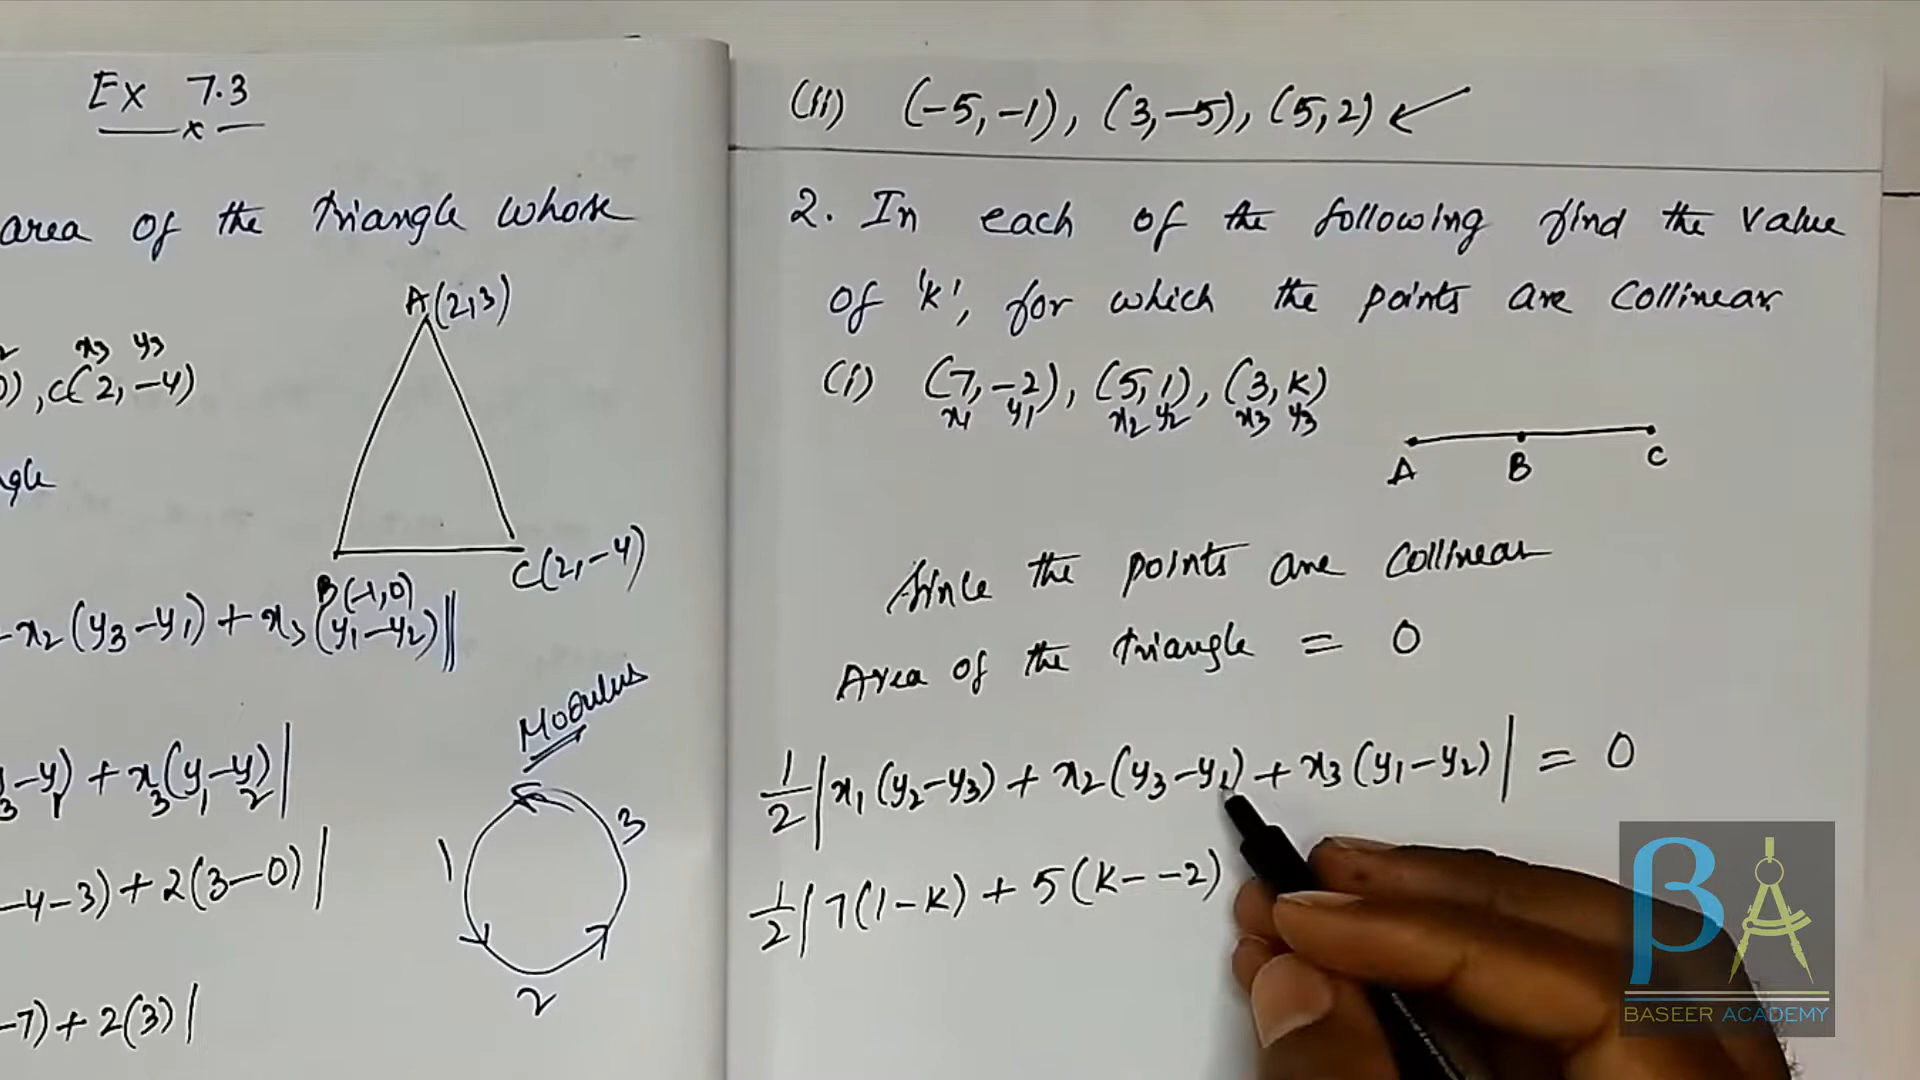 Ex 7.3
x
area of the triangle whose
A(2,3)
x3 y3
0), C(2, -4)
B(-1,0)
C(2,-4)
-x2(y3-y1)+x3(y1-y2)|
Modulus
3-y1)+x3(y1-y2|
1
2
3
-4-3)+2(3-0)|
-7)+2(3)|
(ii) (-5,-1), (3,-5), (5,2)
2. In each of the following find the value
of 'k', for which the points are collinear
(i) (7,-2), (5,1), (3,k)
x1 y1 x2 y2 x3 y3
A B C
Since the points are collinear
Area of the triangle = 0
1/2|x1(y2-y3)+x2(y3-y1)+x3(y1-y2)|=0
1/2|7(1-k)+5(k--2)
BA
BASEER ACADEMY